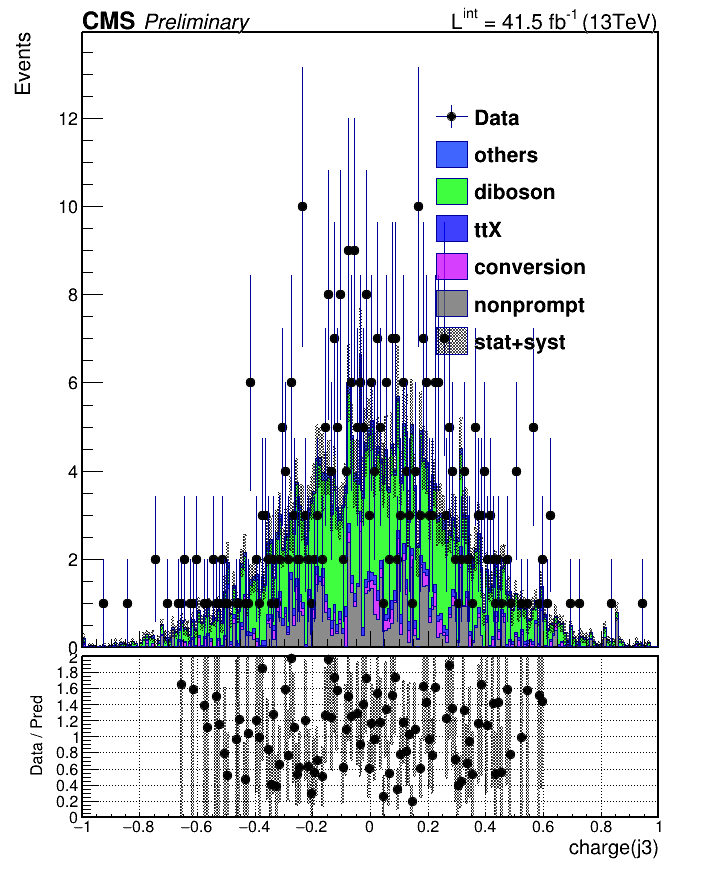 CMS Preliminary L^int = 41.5 fb^-1 (13TeV)
Events
12
10
8
6
4
2
0
Data
others
diboson
ttX
conversion
nonprompt
stat+syst
Data / Pred
2
1.8
1.6
1.4
1.2
1
0.8
0.6
0.4
0.2
0
−1 −0.8 −0.6 −0.4 −0.2 0 0.2 0.4 0.6 0.8 1
charge(j3)